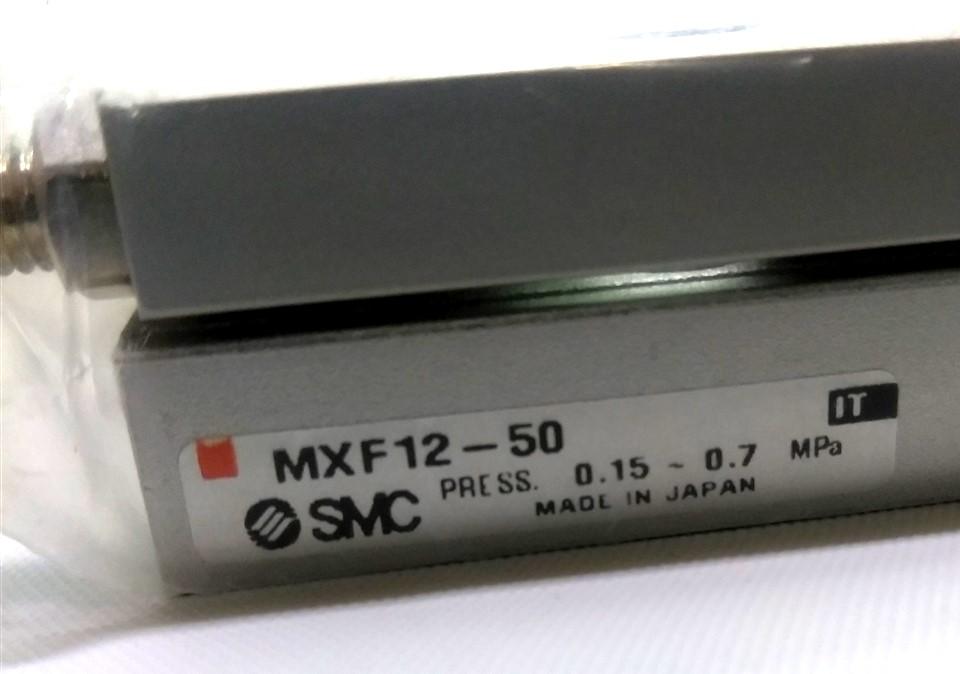 IT
MXF12-50
PRESS. 0.15 ~ 0.7 MPa
SMC
MADE IN JAPAN